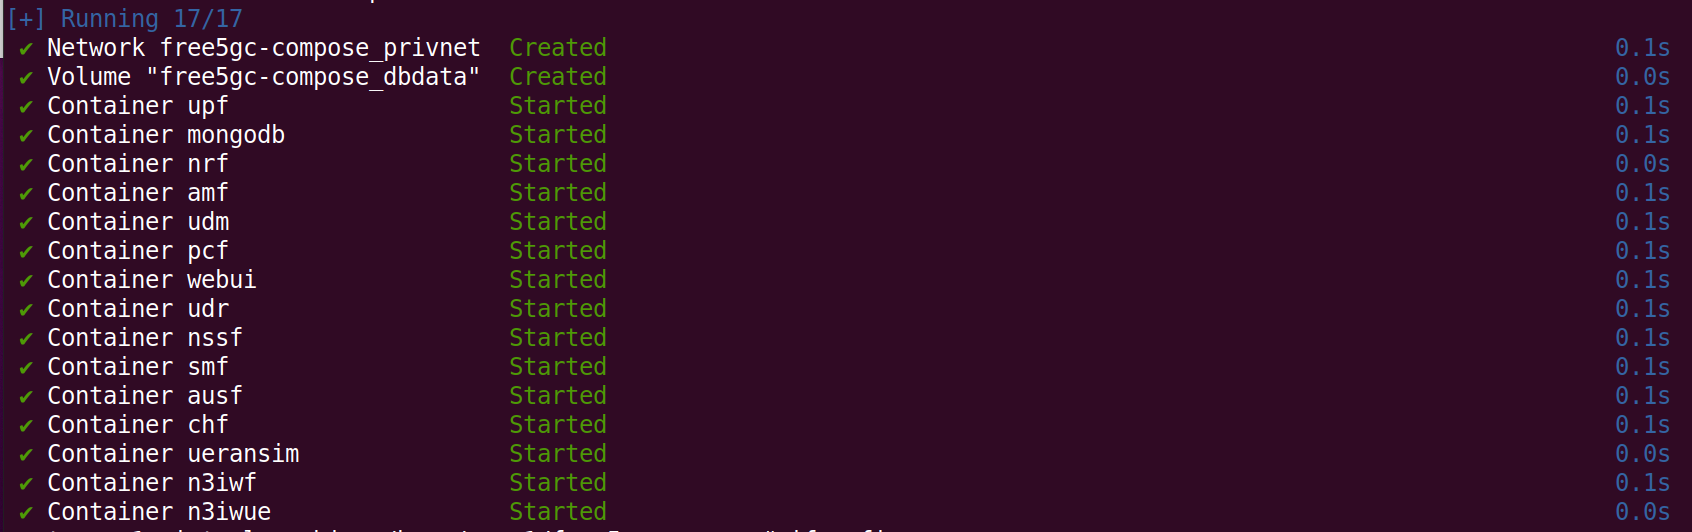 [+] Running 17/17
✔ Network free5gc-compose_privnet Created 0.1s
✔ Volume "free5gc-compose_dbdata" Created 0.0s
✔ Container upf Started 0.1s
✔ Container mongodb Started 0.1s
✔ Container nrf Started 0.0s
✔ Container amf Started 0.1s
✔ Container udm Started 0.1s
✔ Container pcf Started 0.1s
✔ Container webui Started 0.1s
✔ Container udr Started 0.1s
✔ Container nssf Started 0.1s
✔ Container smf Started 0.1s
✔ Container ausf Started 0.1s
✔ Container chf Started 0.1s
✔ Container ueransim Started 0.0s
✔ Container n3iwf Started 0.1s
✔ Container n3iwue Started 0.0s